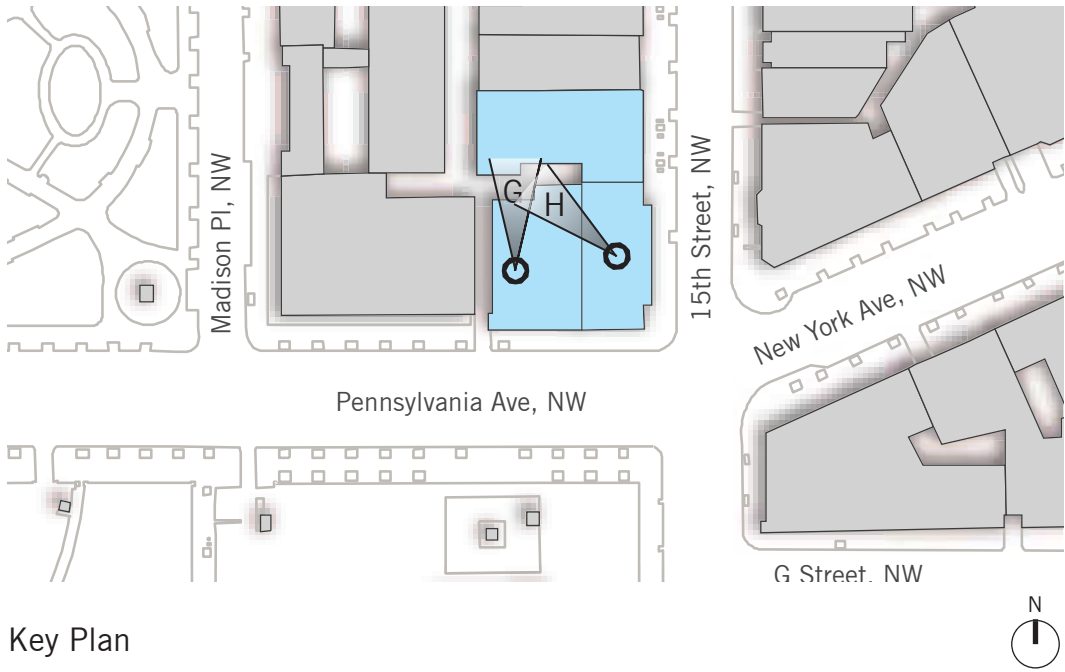 G
H
Madison Pl, NW
15th Street, NW
New York Ave, NW
Pennsylvania Ave, NW
G Street, NW
N
Key Plan